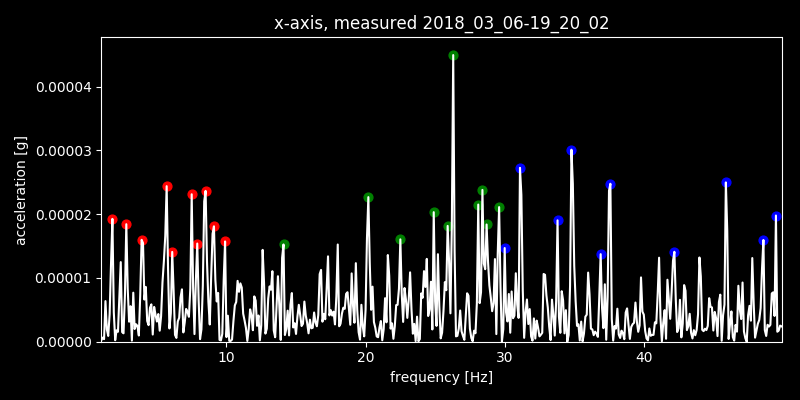 x-axis, measured 2018_03_06-19_20_02
acceleration [g]
0.00004
0.00003
0.00002
0.00001
0.00000
10 20 30 40
frequency [Hz]